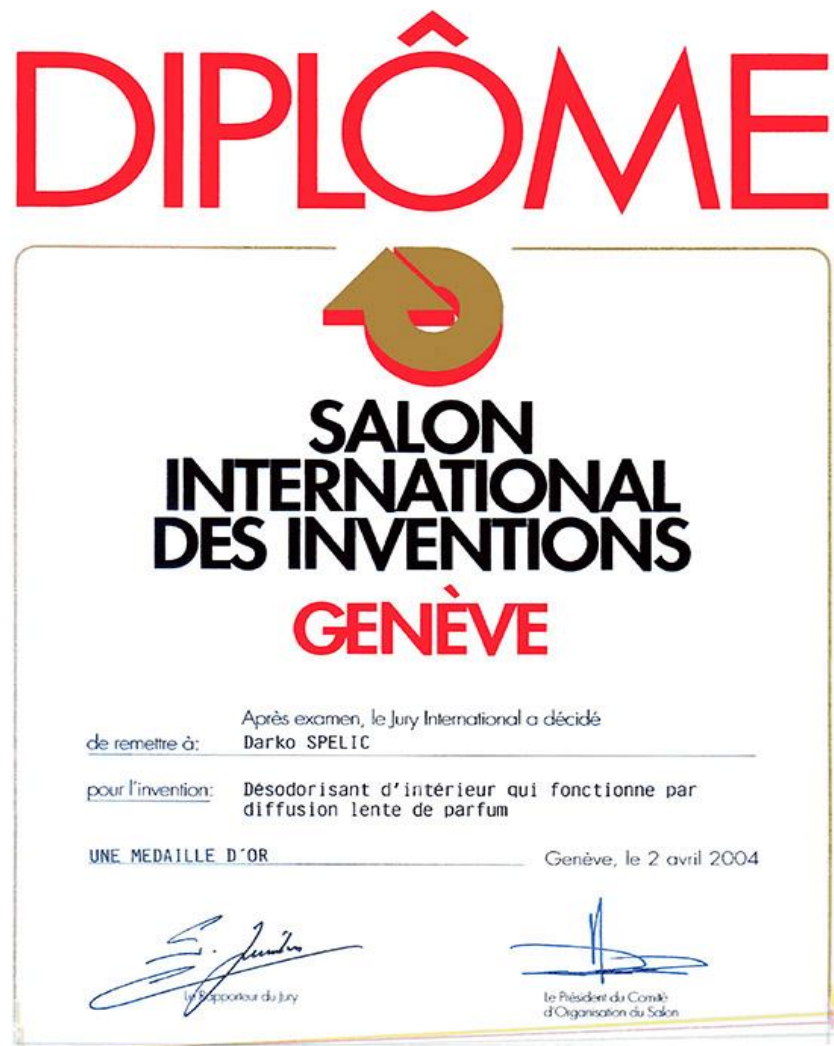 DIPLÔME
SALON
INTERNATIONAL
DES INVENTIONS
GENÈVE
Après examen, le Jury International a décidé
de remettre à: Darko SPELIC
pour l'invention: Désodorisant d'intérieur qui fonctionne par
diffusion lente de parfum
UNE MEDAILLE D'OR Genève, le 2 avril 2004
Le Rapporteur du Jury
Le Président du Comité
d'Organisation du Salon